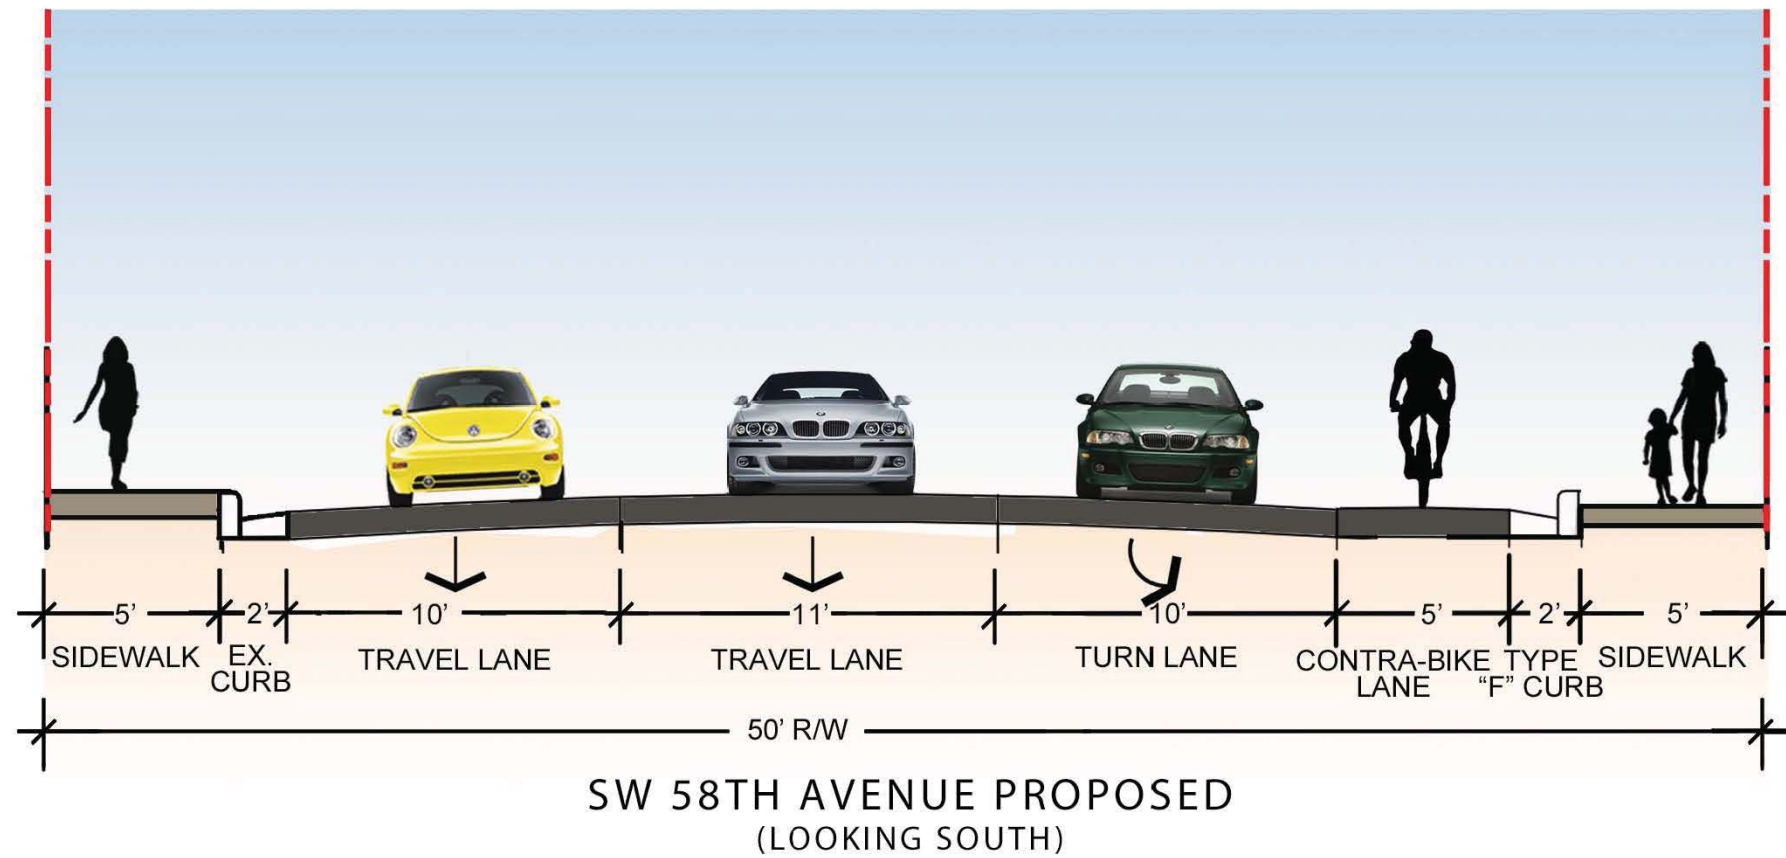 5’ 2’ 10’ 11’ 10’ 5’ 2’ 5’
SIDEWALK EX. TRAVEL LANE TRAVEL LANE TURN LANE CONTRA-BIKE TYPE SIDEWALK
CURB LANE “F” CURB
50’ R/W
SW 58TH AVENUE PROPOSED
(LOOKING SOUTH)